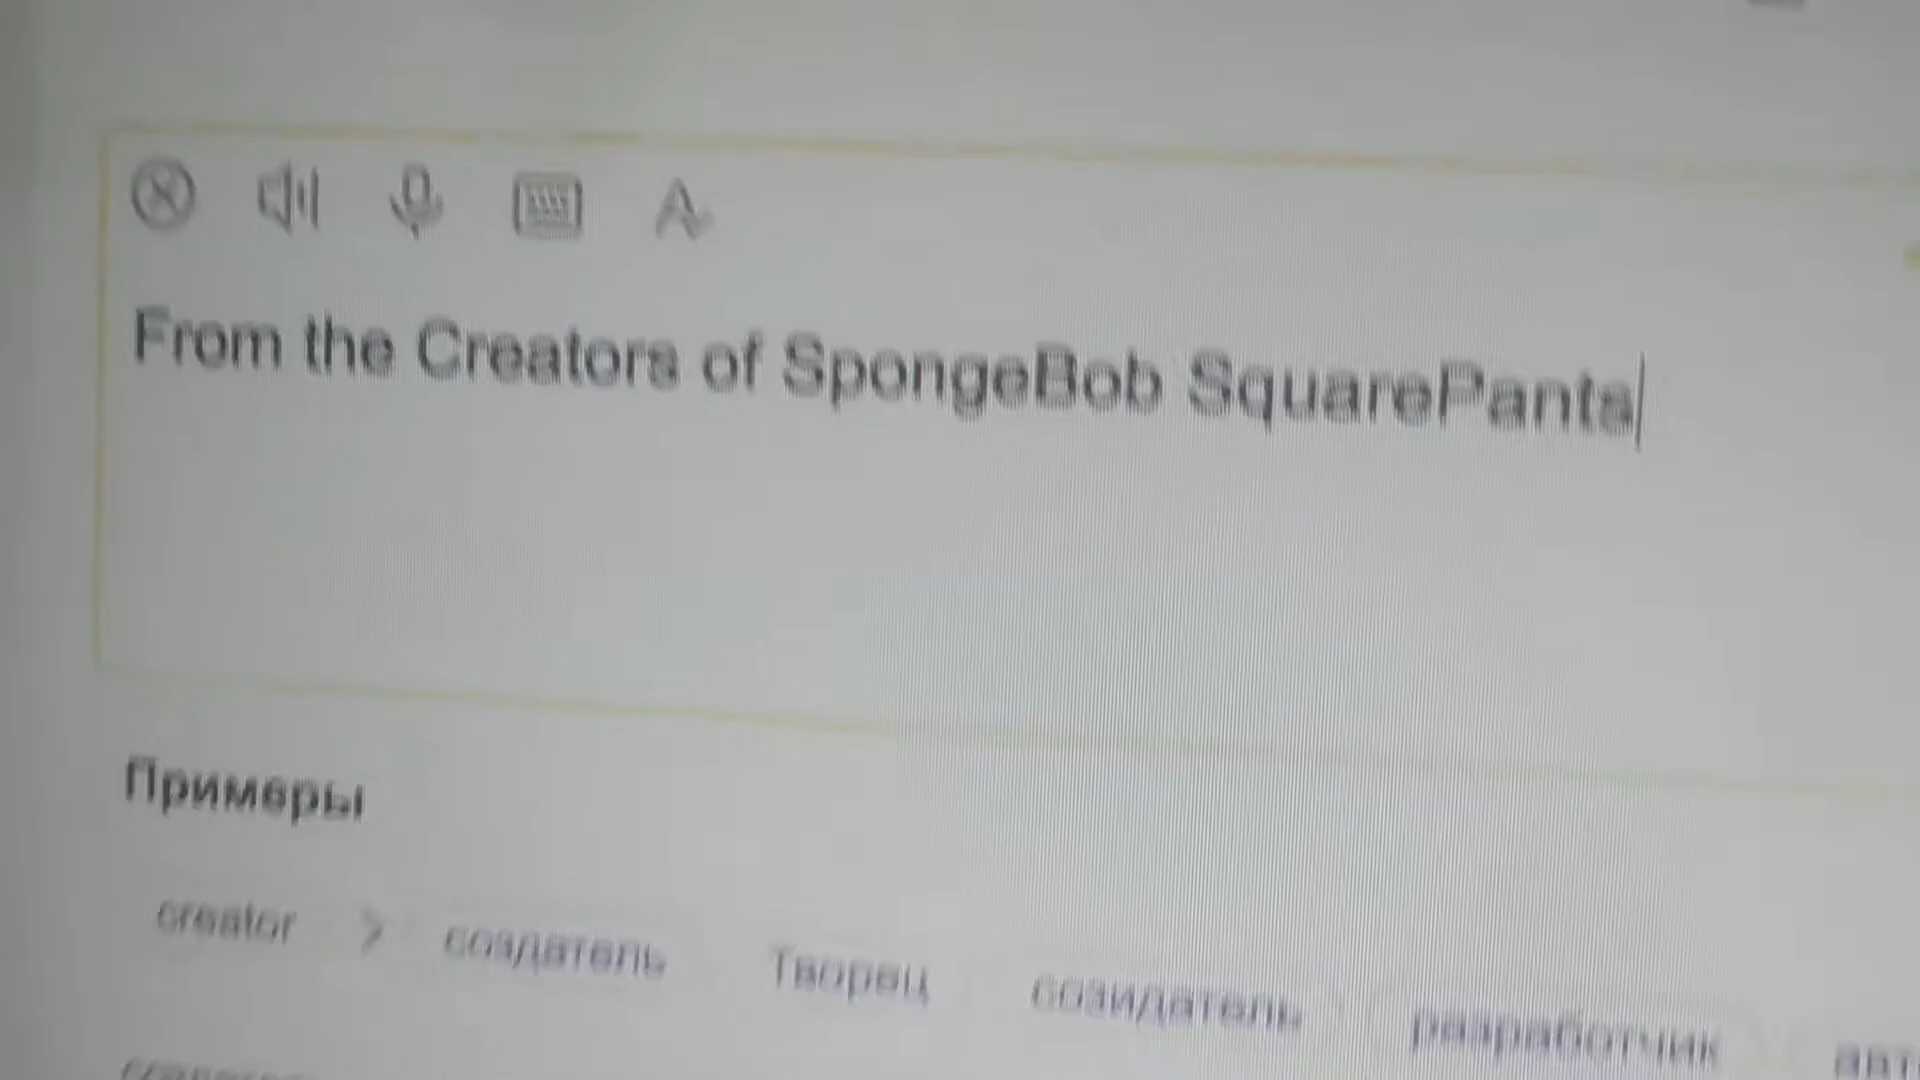 From the Creators of SpongeBob SquarePants
Примеры
creator > создатель Творец созидатель разработчик